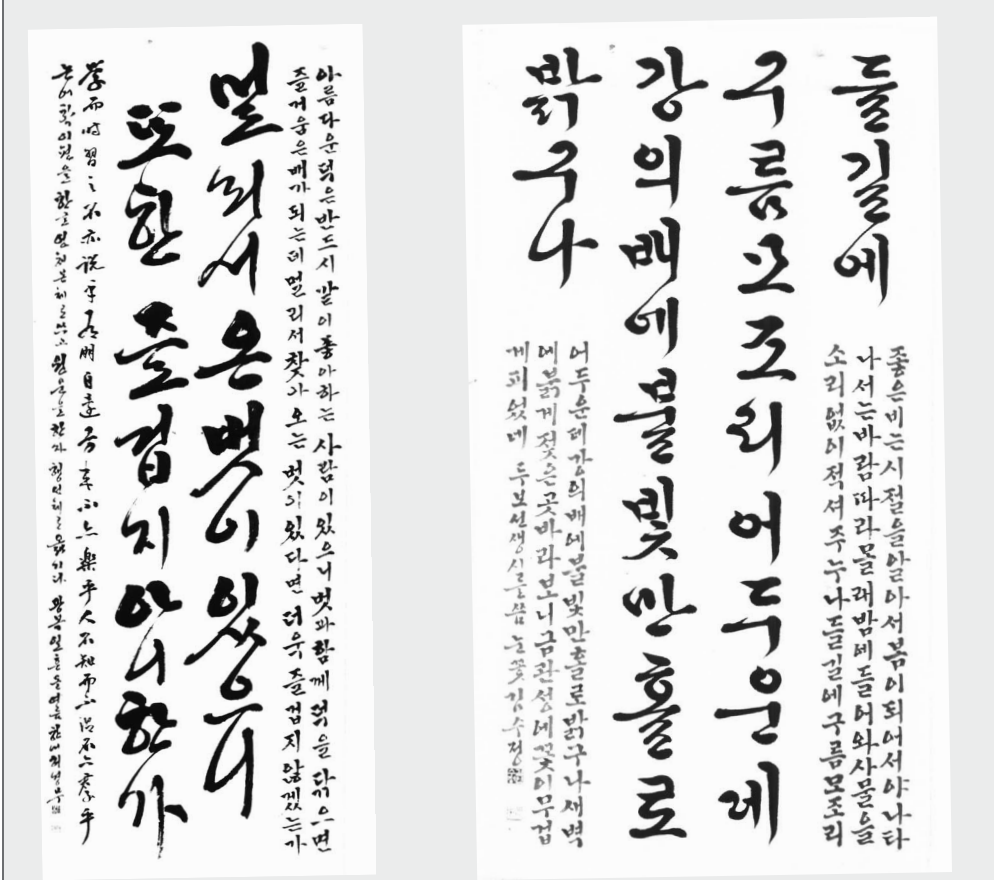 아름다운덕은반드시많이좋아하는 사람이있으니벗과함께덕을닦으면
즐거움은배가되는데멀리서찾아오는 벗이있다면 더욱즐겁지않겠는가
멀리서온벗이있으니
또한 즐겁지아니한가
學而時習之不亦說乎有朋自遠方來不亦樂乎人不知而不慍不亦君子乎
논어학이편을한글
들길에
구름모조리어두운데
강의배에불빛만홀로
밝구나
좋은비는시절을알아서봄이되어서야나타
나서는바람따라몰래밤에들어와사물을
소리없이적셔주누나들길에구름모조리
어두운데강의배에불빛만홀로밝구나새벽
에붉게젖은곳바라보니금관성에꽃이무겁
게피었네 두보선생시를씀 눈꽃김수정